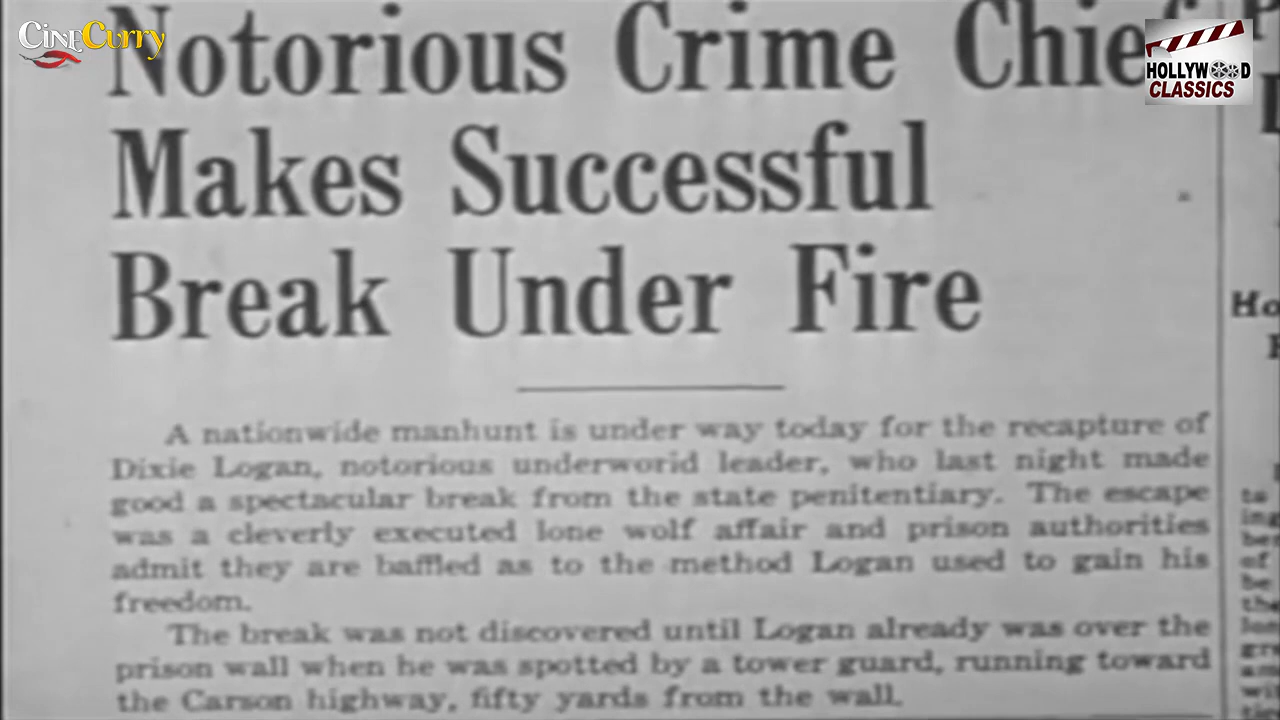 CINECURRY
HOLLYWOOD
CLASSICS
Notorious Crime Chief
Makes Successful
Break Under Fire
A nationwide manhunt is under way today for the recapture of
Dixie Logan, notorious underworld leader, who last night made
good a spectacular break from the state penitentiary. The escape
was a cleverly executed lone wolf affair and prison authorities
admit they are baffled as to the method Logan used to gain his
freedom.
The break was not discovered until Logan already was over the
prison wall when he was spotted by a tower guard, running toward
the Carson highway, fifty yards from the wall.